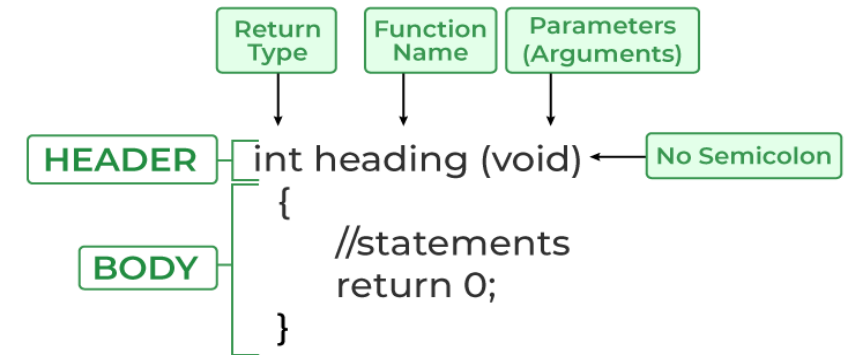 Return
Type
Function
Name
Parameters
(Arguments)
HEADER
int heading (void)
No Semicolon
{
//statements
BODY
return 0;
}